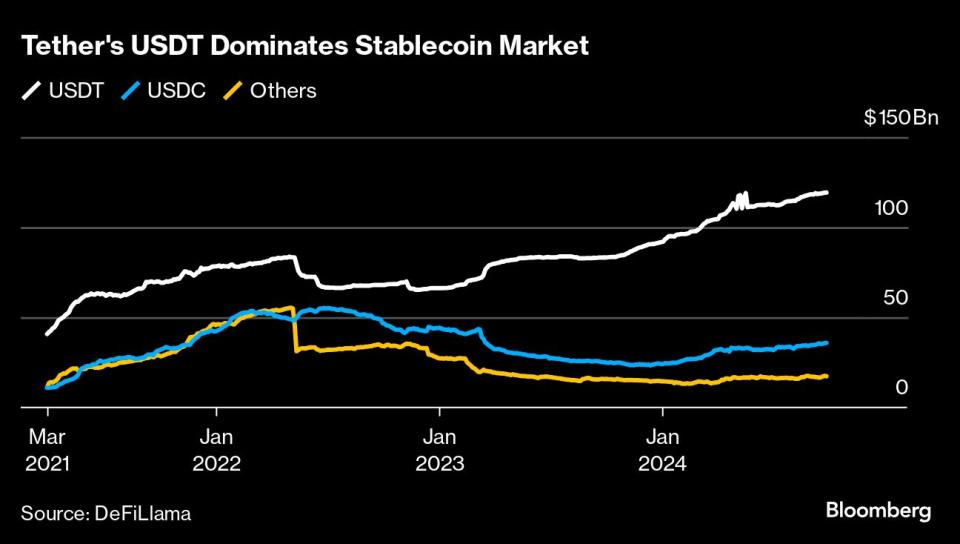 Tether's USDT Dominates Stablecoin Market
USDT USDC Others
$150Bn
100
50
0
Mar Jan Jan Jan
2021 2022 2023 2024
Source: DeFiLlama
Bloomberg